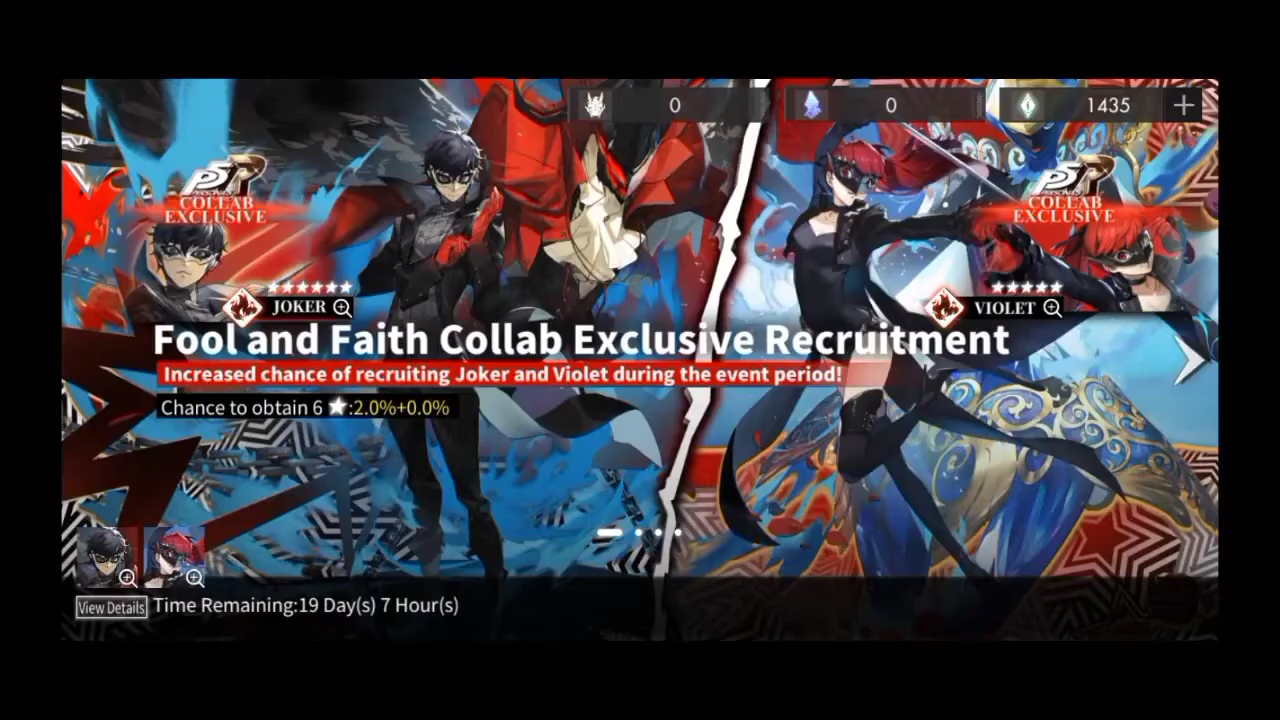 0
0
1435
P5R
COLLAB
EXCLUSIVE
P5R
COLLAB
EXCLUSIVE
JOKER
VIOLET
Fool and Faith Collab Exclusive Recruitment
Increased chance of recruiting Joker and Violet during the event period!
Chance to obtain 6 ★:2.0%+0.0%
View Details Time Remaining:19 Day(s) 7 Hour(s)